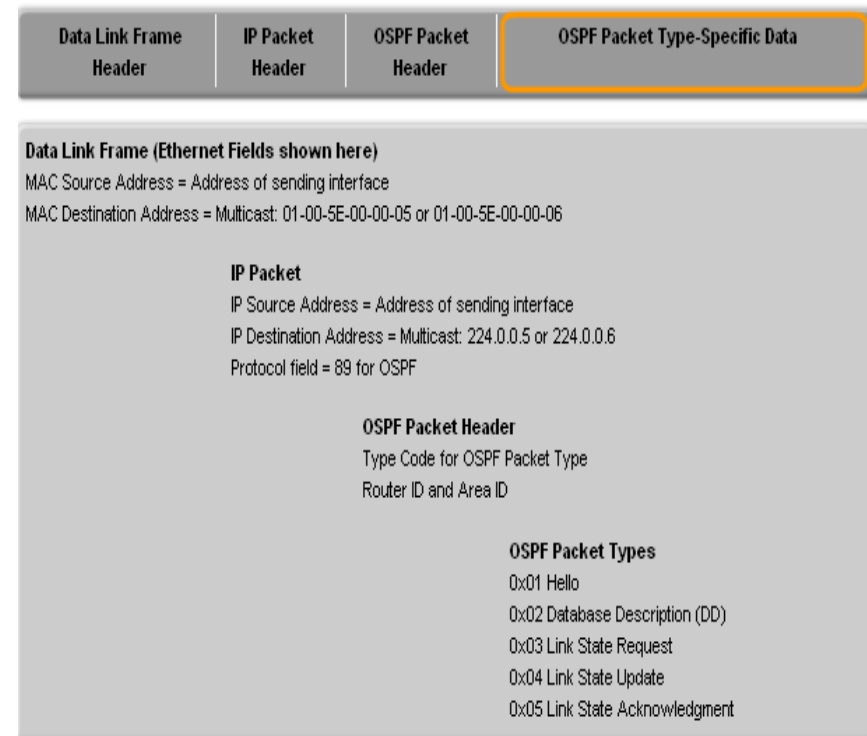 Data Link Frame Header
IP Packet Header
OSPF Packet Header
OSPF Packet Type-Specific Data
Data Link Frame (Ethernet Fields shown here)
MAC Source Address = Address of sending interface
MAC Destination Address = Multicast: 01-00-5E-00-00-05 or 01-00-5E-00-00-06
IP Packet
IP Source Address = Address of sending interface
IP Destination Address = Multicast: 224.0.0.5 or 224.0.0.6
Protocol field = 89 for OSPF
OSPF Packet Header
Type Code for OSPF Packet Type
Router ID and Area ID
OSPF Packet Types
0x01 Hello
0x02 Database Description (DD)
0x03 Link State Request
0x04 Link State Update
0x05 Link State Acknowledgment